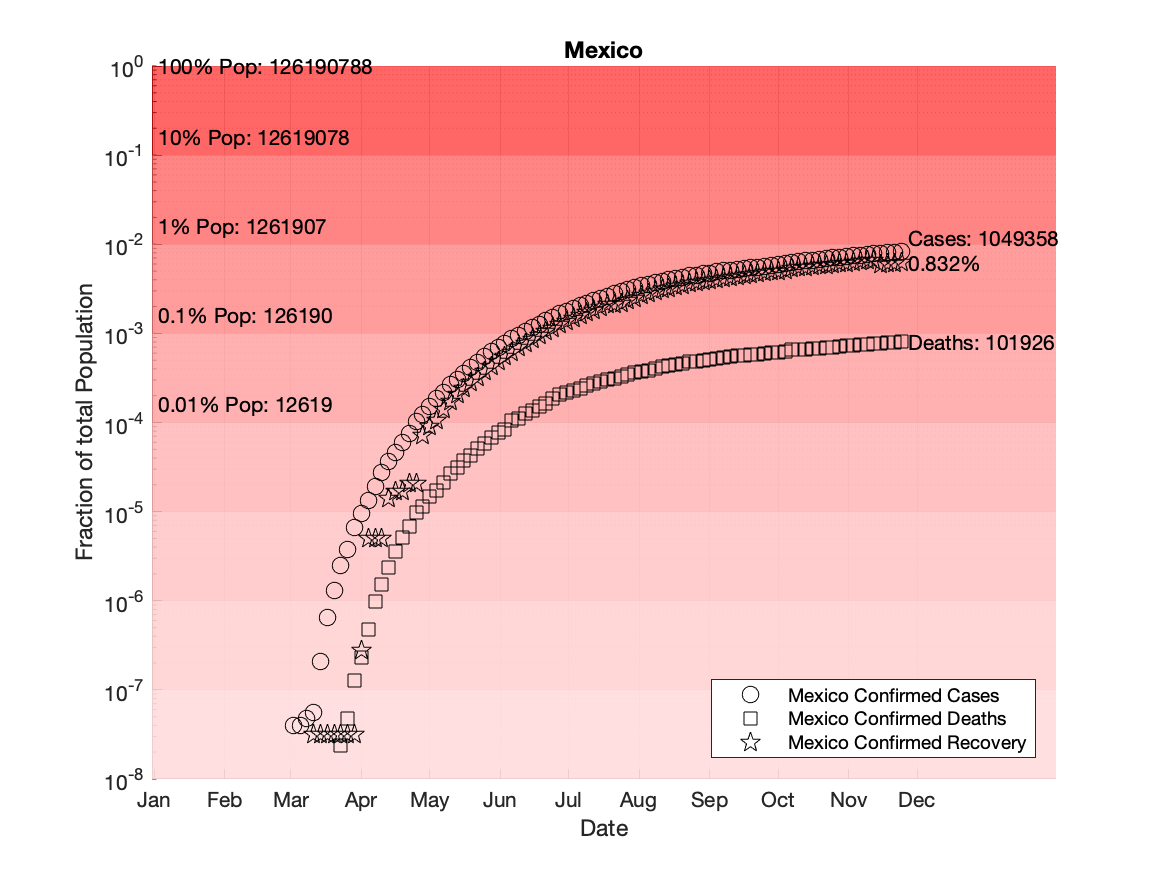 Mexico
10^0
100% Pop: 126190788
10% Pop: 12619078
10^-1
1% Pop: 1261907
10^-2
Cases: 1049358
0.832%
0.1% Pop: 126190
10^-3
Deaths: 101926
0.01% Pop: 12619
10^-4
10^-5
10^-6
10^-7
10^-8
Fraction of total Population
Mexico Confirmed Cases
Mexico Confirmed Deaths
Mexico Confirmed Recovery
Jan Feb Mar Apr May Jun Jul Aug Sep Oct Nov Dec
Date